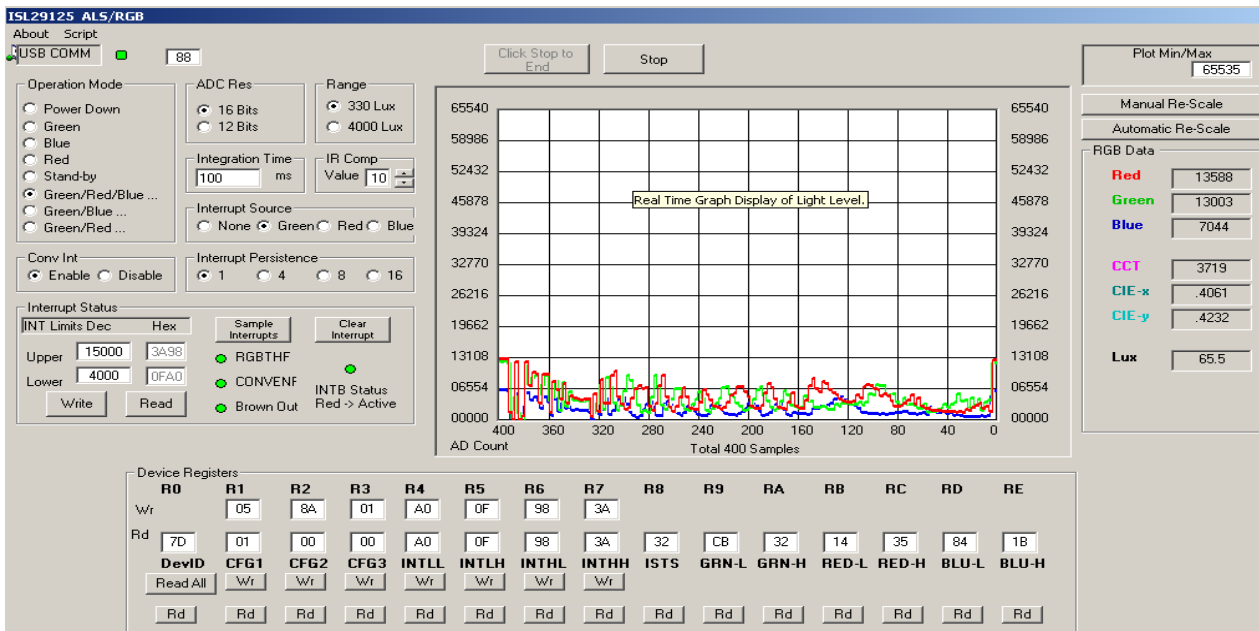 ISL29125 ALS/RGB
About Script
USB COMM 88
Click Stop to End
Stop
Plot Min/Max
65535
Manual Re-Scale
Automatic Re-Scale
Operation Mode
Power Down
Green
Blue
Red
Stand-by
Green/Red/Blue ...
Green/Blue ...
Green/Red ...
ADC Res
16 Bits
12 Bits
Range
330 Lux
4000 Lux
Integration Time
100 ms
IR Comp
Value 10
Interrupt Source
None Green Red Blue
Conv Int
Enable Disable
Interrupt Persistence
1 4 8 16
Interrupt Status
INT Limits Dec Hex
Upper 15000 3A98
Lower 4000 0FA0
Write Read
Sample Interrupts
Clear Interrupt
RGBTHF
CONVENF
Brown Out
INTB Status
Red -> Active
65540 65540
58986 58986
52432 52432
Real Time Graph Display of Light Level.
45878 45878
39324 39324
32770 32770
26216 26216
19662 19662
13108 13108
06554 06554
00000 00000
400 360 320 280 240 200 160 120 80 40 0
AD Count Total 400 Samples
RGB Data
Red 13588
Green 13003
Blue 7044
CCT 3719
CIE-x .4061
CIE-y .4232
Lux 65.5
Device Registers
R0 R1 R2 R3 R4 R5 R6 R7 R8 R9 RA RB RC RD RE
Wr 05 8A 01 A0 0F 98 3A
Rd 7D 01 00 00 A0 0F 98 3A 32 CB 32 14 35 84 1B
DevID CFG1 CFG2 CFG3 INTLL INTLH INTHL INTHH ISTS GRN-L GRN-H RED-L RED-H BLU-L BLU-H
Read All Wr Wr Wr Wr Wr Wr Wr
Rd Rd Rd Rd Rd Rd Rd Rd Rd Rd Rd Rd Rd Rd Rd